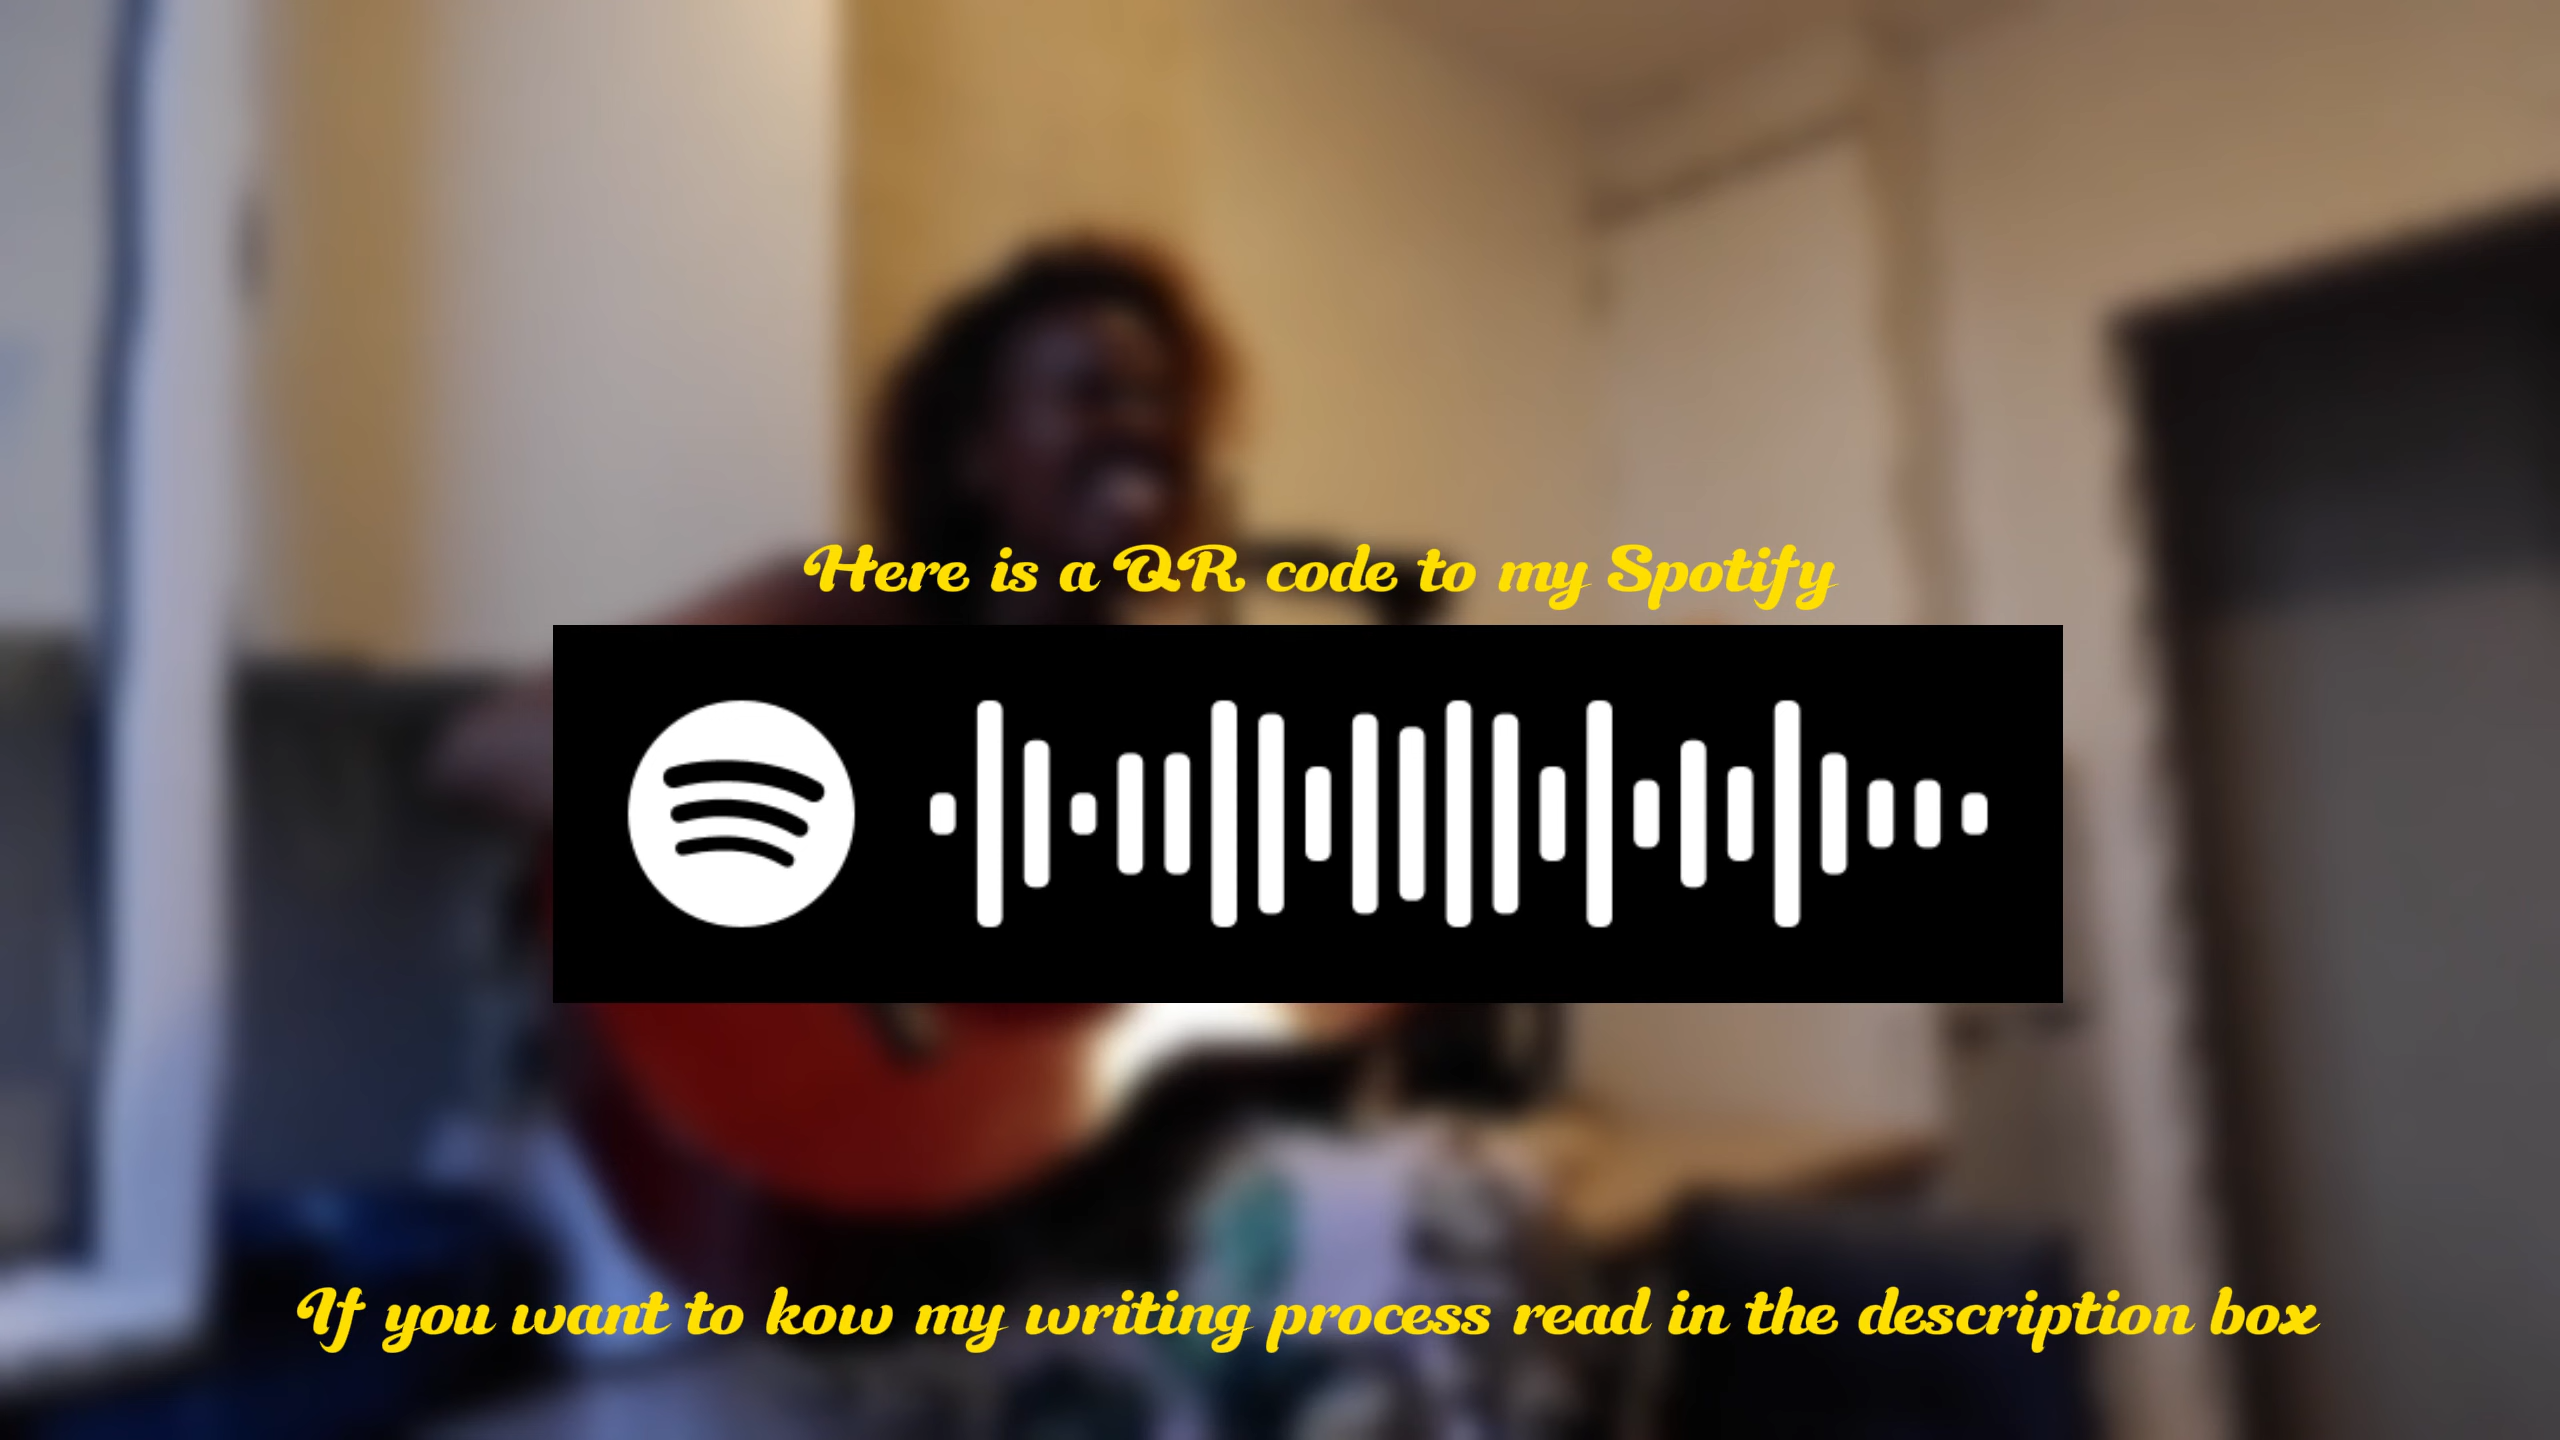 Here is a QR code to my Spotify
If you want to kow my writing process read in the description box